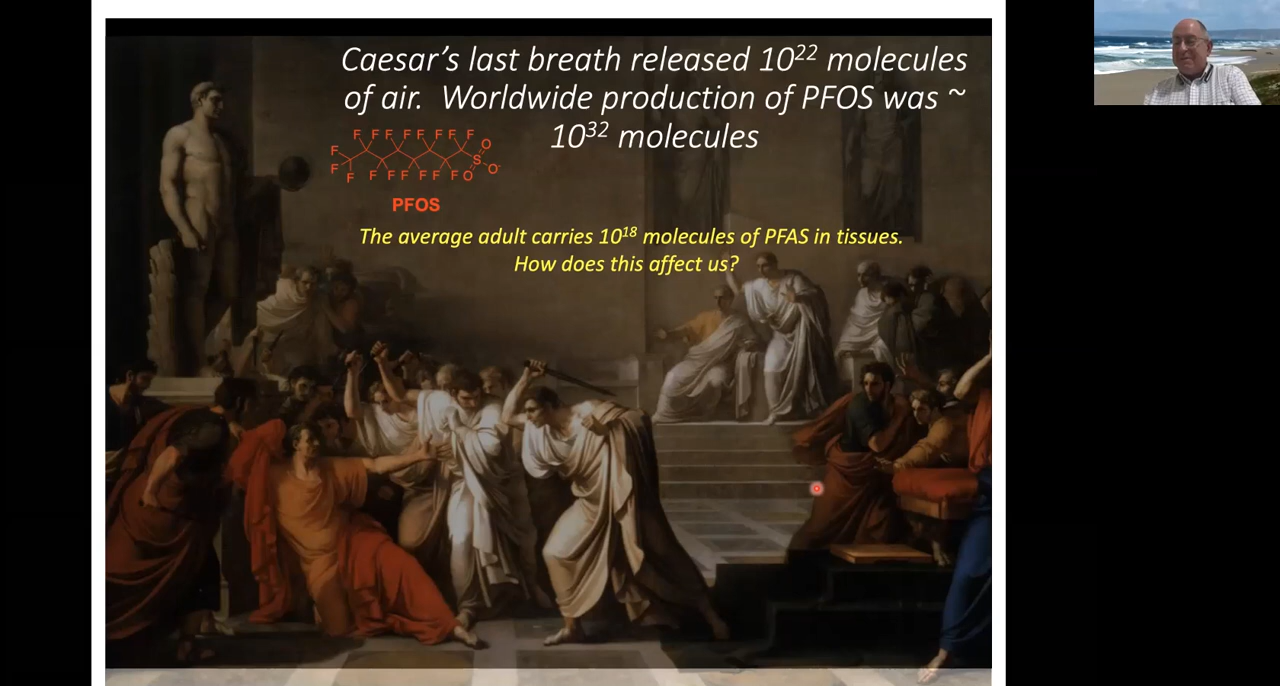 Caesar's last breath released 10²² molecules
of air. Worldwide production of PFOS was ~
10³² molecules
F F F F F F F F
F O
S
F O⁻
F F F F F F F O
PFOS
The average adult carries 10¹⁸ molecules of PFAS in tissues.
How does this affect us?